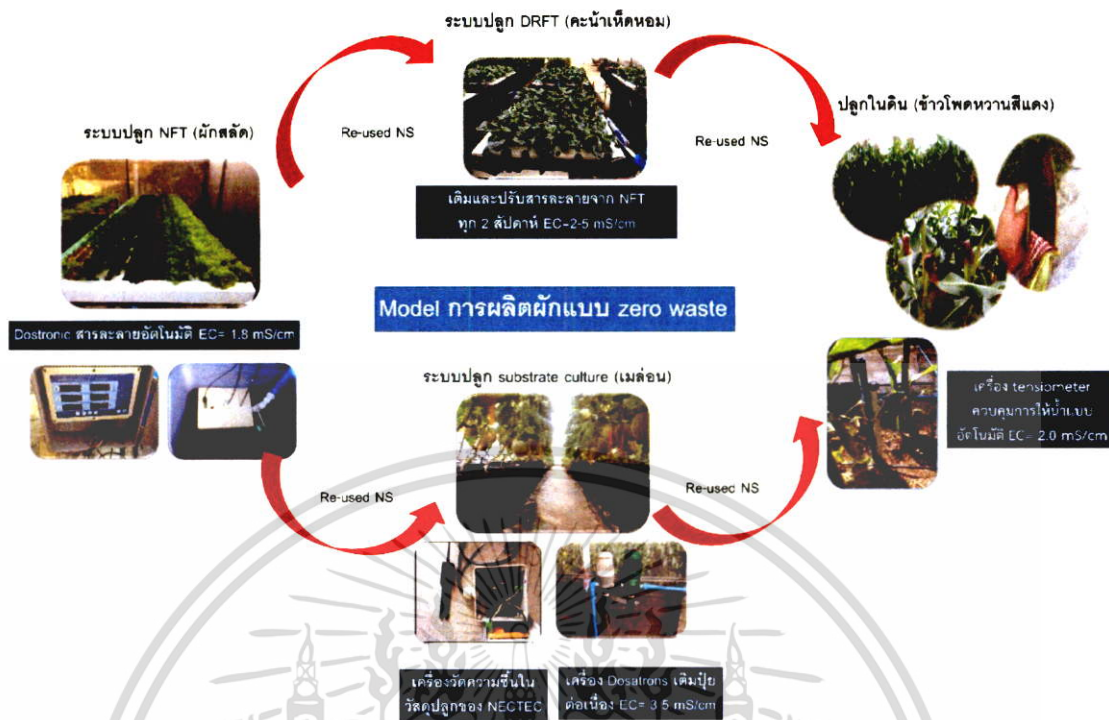 ระบบปลูก DRFT (คะน้าเห็ดหอม)
ปลูกในดิน (ข้าวโพดหวานสีแดง)
ระบบปลูก NFT (ผักสลัด)
Re-used NS
Re-used NS
เติมและปรับสารละลายจาก NFT
ทุก 2 สัปดาห์ EC=2-5 mS/cm
Model การผลิตผักแบบ zero waste
Dostronic สารละลายอัตโนมัติ EC= 1.8 mS/cm
ระบบปลูก substrate culture (เมล่อน)
เครื่อง tensiometer
ควบคุมการให้น้ำแบบ
อัตโนมัติ EC= 2.0 mS/cm
Re-used NS
Re-used NS
เครื่องวัดความชื้นใน
วัสดุปลูกของ NECTEC
เครื่อง Dosatrons เติมปุ๋ย
ต่อเนื่อง EC= 3.5 mS/cm